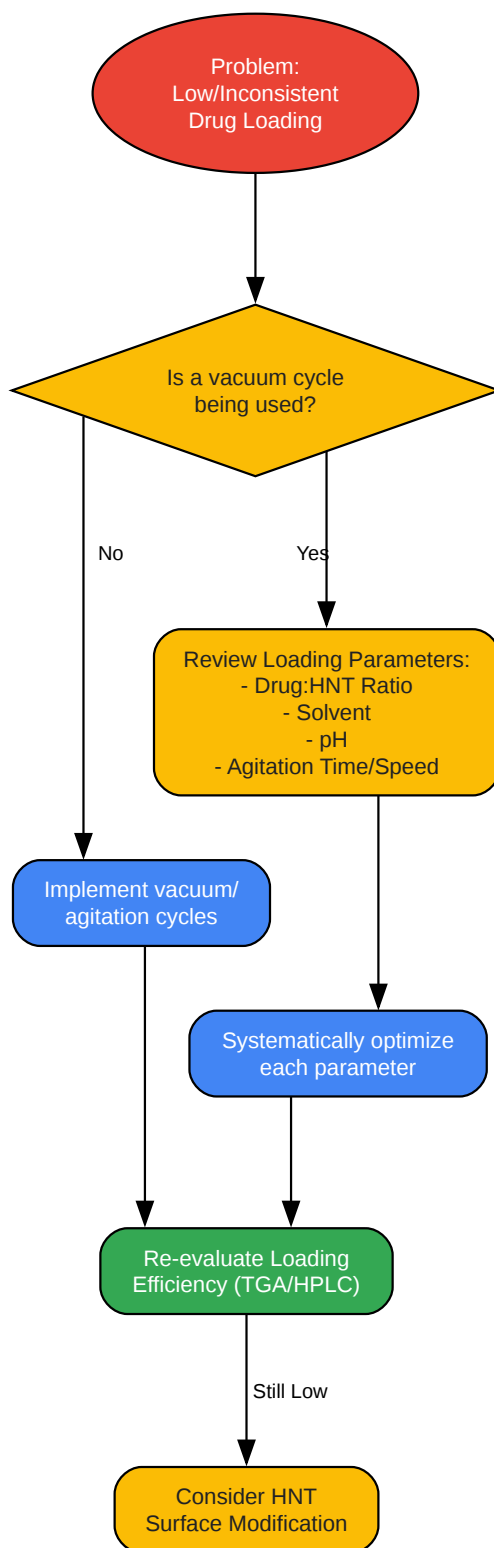 Problem:
Low/Inconsistent
Drug Loading
Is a vacuum cycle
being used?
No
Yes
Review Loading Parameters:
- Drug:HNT Ratio
- Solvent
- pH
- Agitation Time/Speed
Implement vacuum/
agitation cycles
Systematically optimize
each parameter
Re-evaluate Loading
Efficiency (TGA/HPLC)
Still Low
Consider HNT
Surface Modification